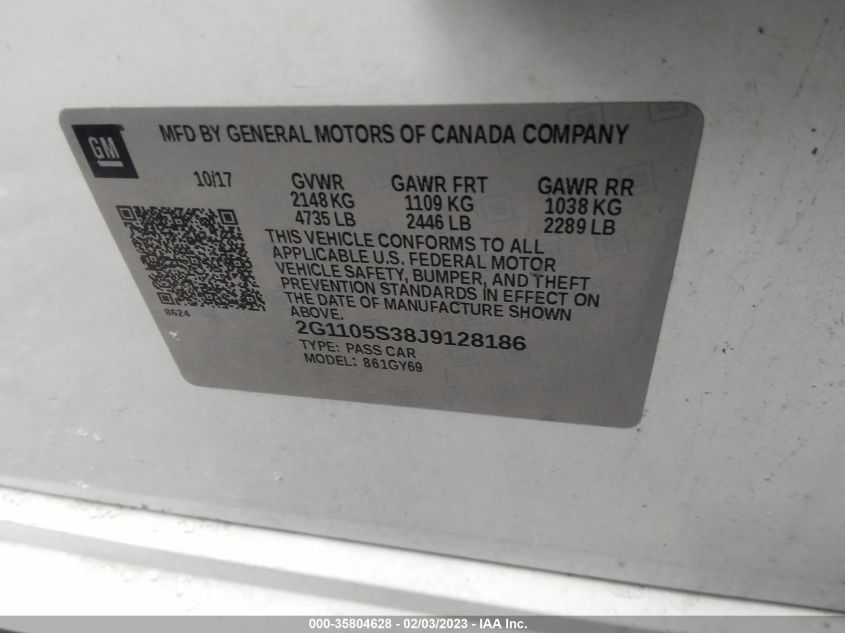 GM
MFD BY GENERAL MOTORS OF CANADA COMPANY
10/17 GVWR GAWR FRT GAWR RR
2148 KG 1109 KG 1038 KG
4735 LB 2446 LB 2289 LB
THIS VEHICLE CONFORMS TO ALL
APPLICABLE U.S. FEDERAL MOTOR
VEHICLE SAFETY, BUMPER, AND THEFT
PREVENTION STANDARDS IN EFFECT ON
THE DATE OF MANUFACTURE SHOWN
ABOVE.
8624
2G1105S38J9128186
TYPE: PASS CAR
MODEL: 861GY69
000-35804628 - 02/03/2023 - IAA Inc.